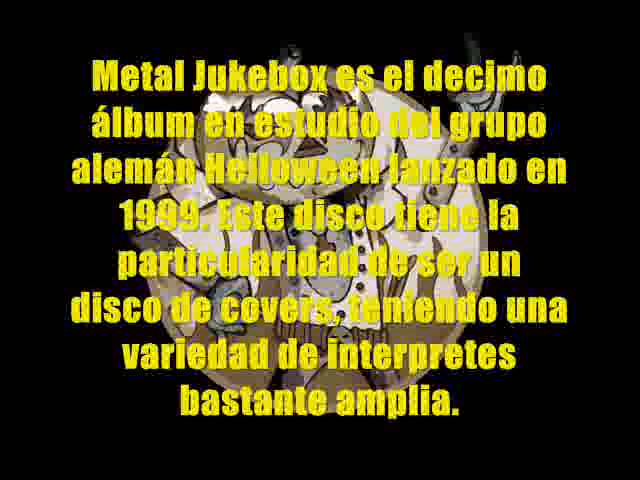 Metal Jukebox es el decimo
álbum en estudio del grupo
alemán Helloween lanzado en
1999. Este disco tiene la
particularidad de ser un
disco de covers, teniendo una
variedad de interpretes
bastante amplia.